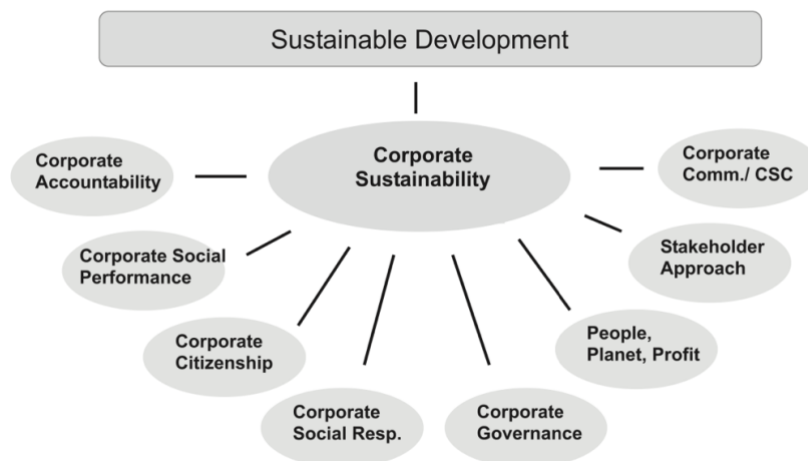 Sustainable Development
Corporate
Sustainability
Corporate
Accountability
Corporate Social
Performance
Corporate
Citizenship
Corporate
Social Resp.
Corporate
Governance
People,
Planet, Profit
Stakeholder
Approach
Corporate
Comm./ CSC